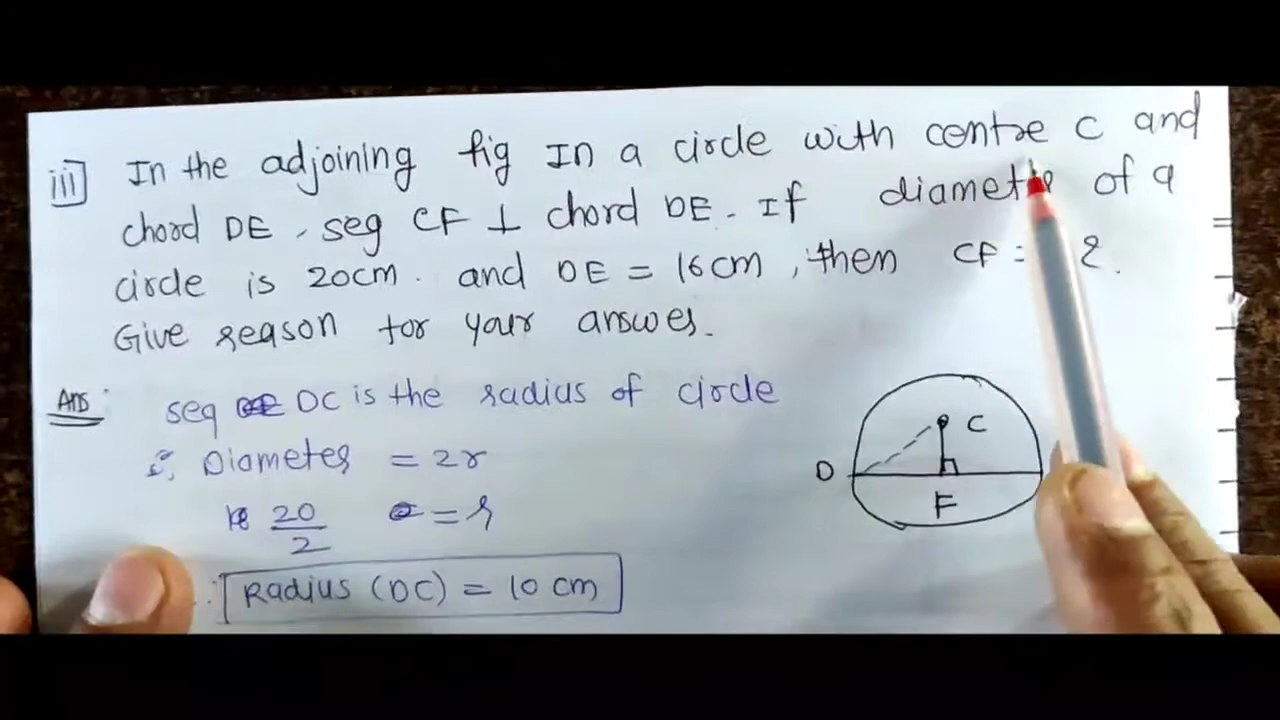 iii] In the adjoining fig In a circle with centre C and
chord DE . seg CF ⊥ chord DE . If diameter of a
circle is 20cm . and DE = 16cm , then CF = ?.
Give reason for your answer.
Ans :
seg DC is the radius of circle
∴ Diameter = 2r
20/2 = r
Radius (DC) = 10 cm
C
D
F